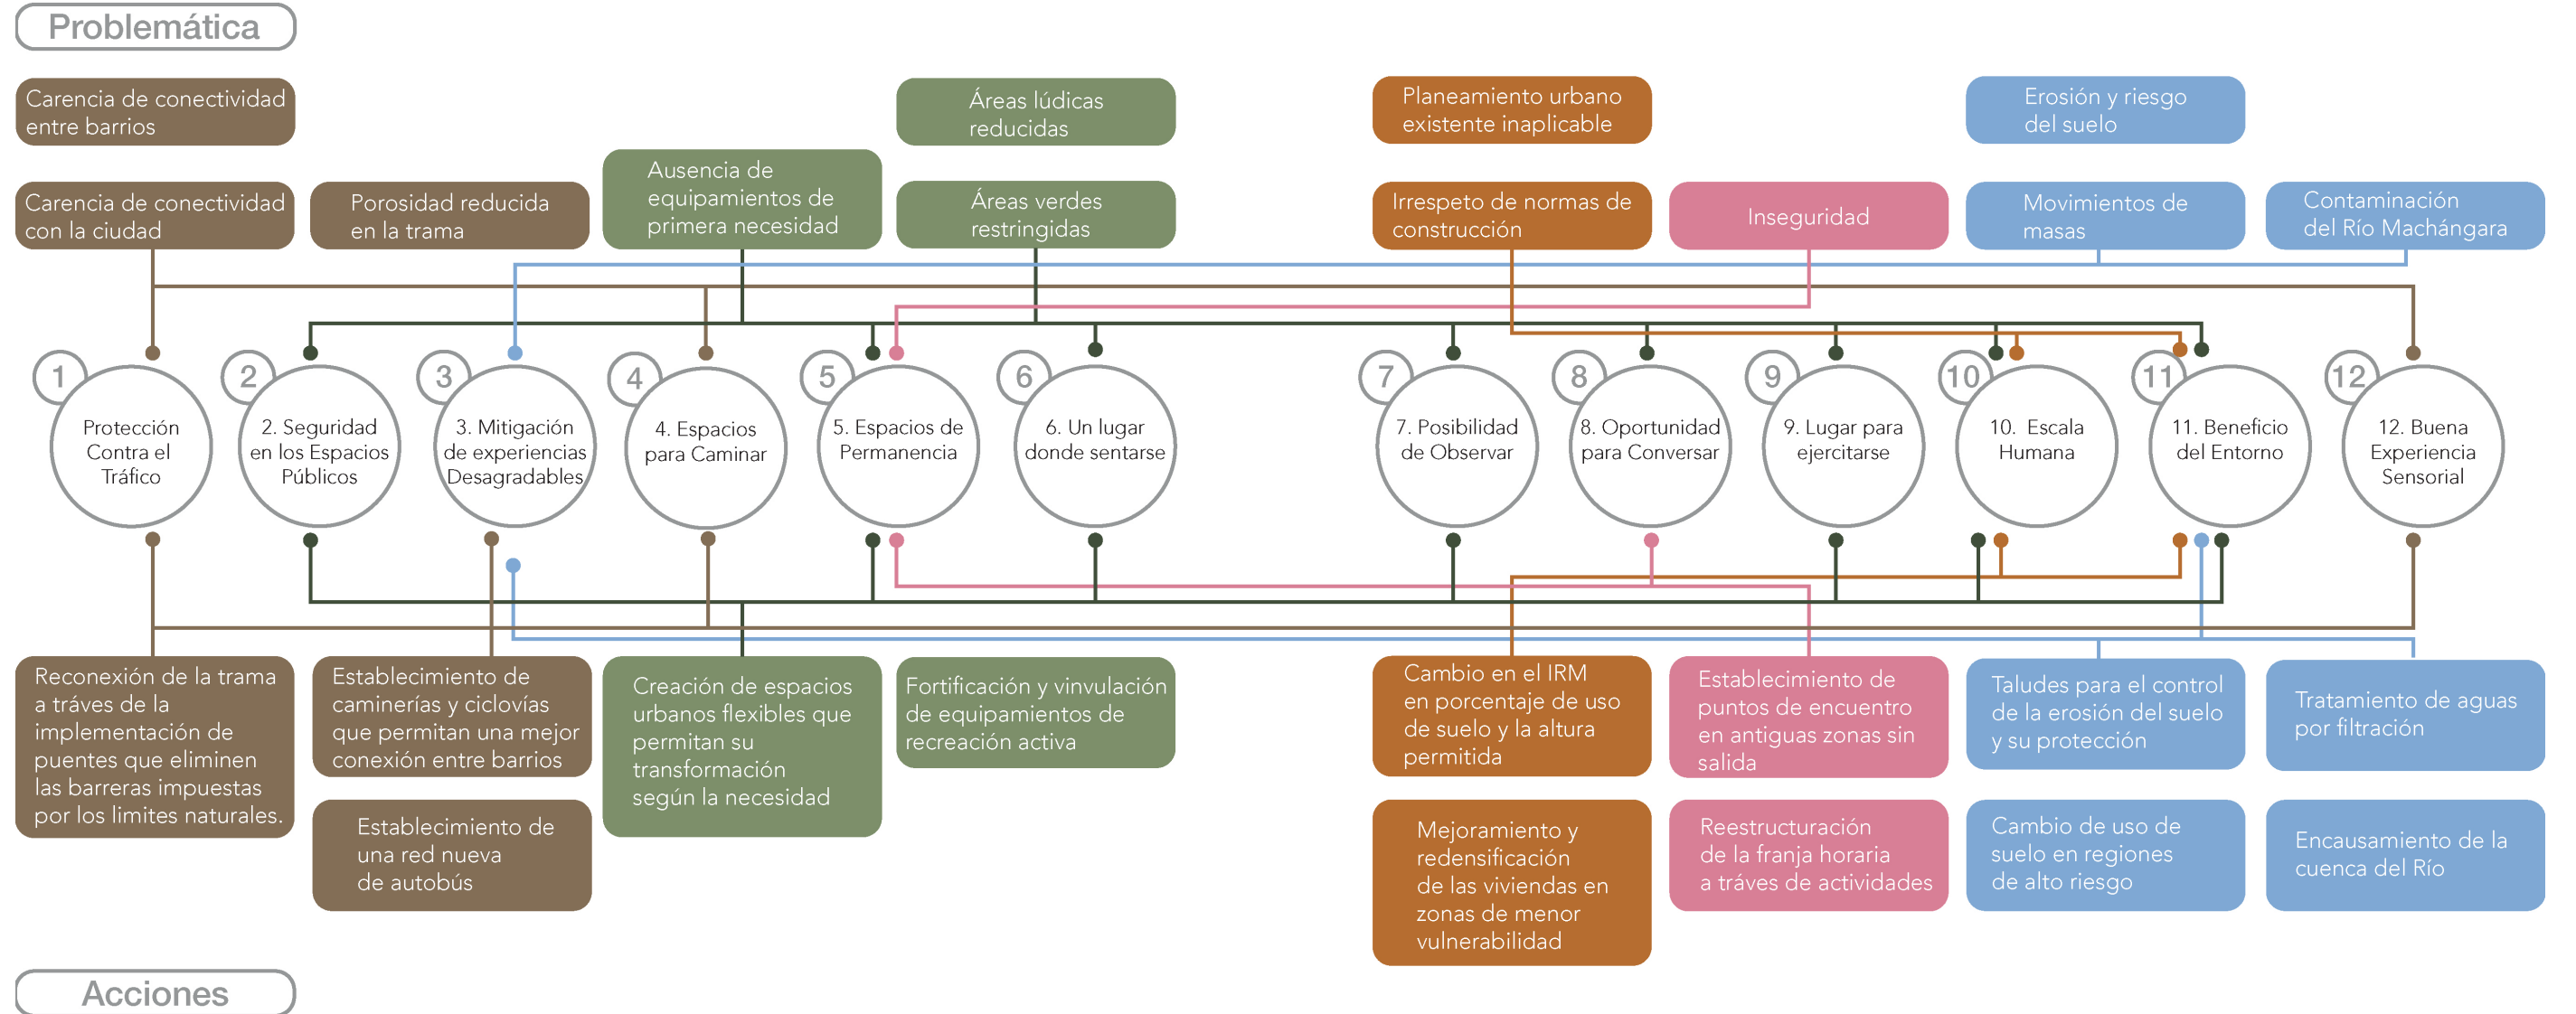 Problemática
Carencia de conectividad
entre barrios
Carencia de conectividad
con la ciudad
Porosidad reducida
en la trama
Ausencia de
equipamientos de
primera necesidad
Áreas lúdicas
reducidas
Áreas verdes
restringidas
Planeamiento urbano
existente inaplicable
Irrespeto de normas de
construcción
Inseguridad
Erosión y riesgo
del suelo
Movimientos de
masas
Contaminación
del Río Machángara
1
Protección
Contra el
Tráfico
2
2. Seguridad
en los Espacios
Públicos
3
3. Mitigación
de experiencias
Desagradables
4
4. Espacios
para Caminar
5
5. Espacios de
Permanencia
6
6. Un lugar
donde sentarse
7
7. Posibilidad
de Observar
8
8. Oportunidad
para Conversar
9
9. Lugar para
ejercitarse
10
10. Escala
Humana
11
11. Beneficio
del Entorno
12
12. Buena
Experiencia
Sensorial
Reconexión de la trama
a tráves de la
implementación de
puentes que eliminen
las barreras impuestas
por los limites naturales.
Establecimiento de
caminerías y ciclovías
que permitan una mejor
conexión entre barrios
Establecimiento de
una red nueva
de autobús
Creación de espacios
urbanos flexibles que
permitan su
transformación
según la necesidad
Fortificación y vinvulación
de equipamientos de
recreación activa
Cambio en el IRM
en porcentaje de uso
de suelo y la altura
permitida
Mejoramiento y
redensificación
de las viviendas en
zonas de menor
vulnerabilidad
Establecimiento de
puntos de encuentro
en antiguas zonas sin
salida
Reestructuración
de la franja horaria
a tráves de actividades
Taludes para el control
de la erosión del suelo
y su protección
Cambio de uso de
suelo en regiones
de alto riesgo
Tratamiento de aguas
por filtración
Encausamiento de la
cuenca del Río
Acciones